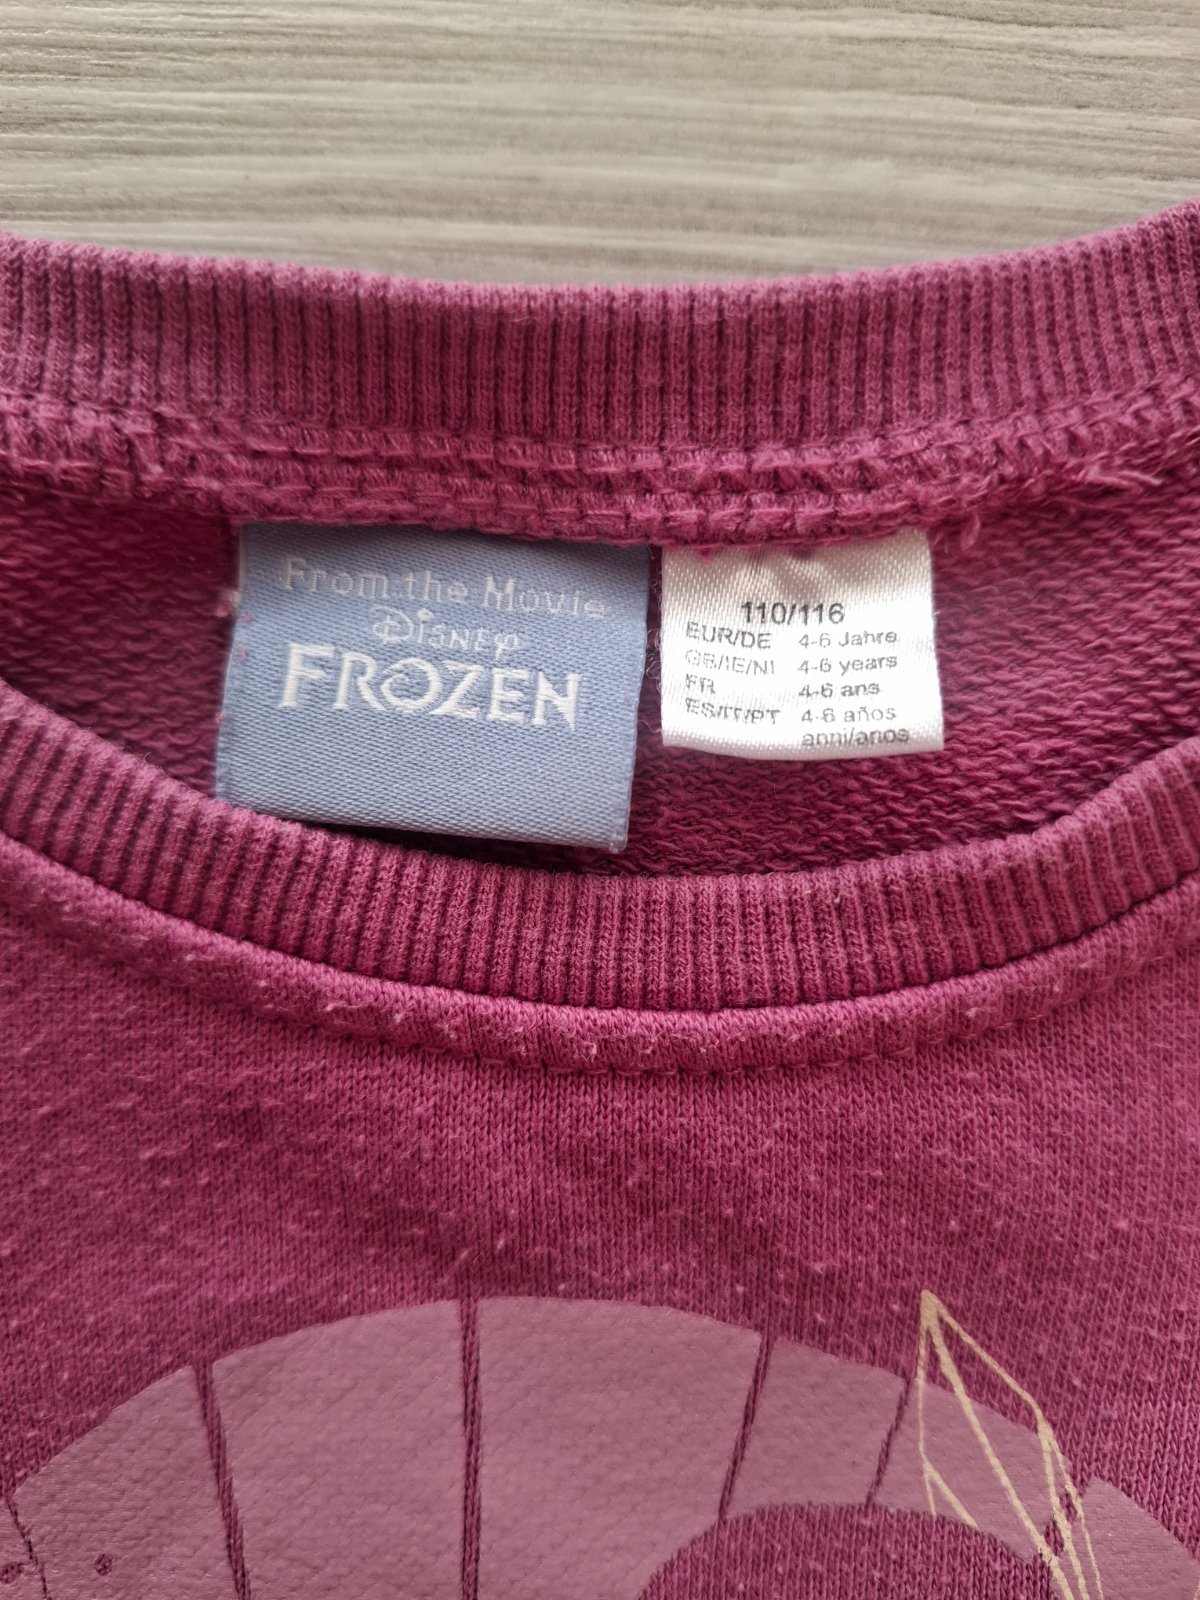 From the Movie
Disney
FROZEN
110/116
EUR/DE 4-6 Jahre
GB/IE/NI 4-6 years
FR 4-6 ans
ES/IT/PT 4-6 años
anni/anos